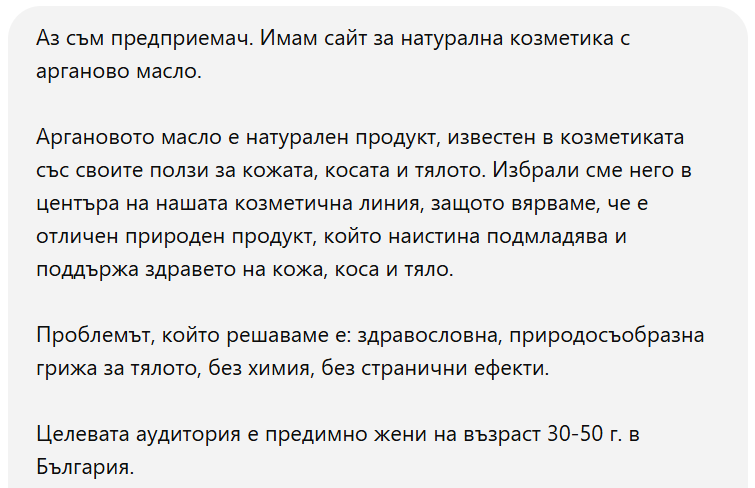 Аз съм предприемач. Имам сайт за натурална козметика с
арганово масло.
Аргановото масло е натурален продукт, известен в козметиката
със своите ползи за кожата, косата и тялото. Избрали сме него в
центъра на нашата козметична линия, защото вярваме, че е
отличен природен продукт, който наистина подмладява и
поддържа здравето на кожа, коса и тяло.
Проблемът, който решаваме е: здравословна, природосъобразна
грижа за тялото, без химия, без странични ефекти.
Целевата аудитория е предимно жени на възраст 30-50 г. в
България.